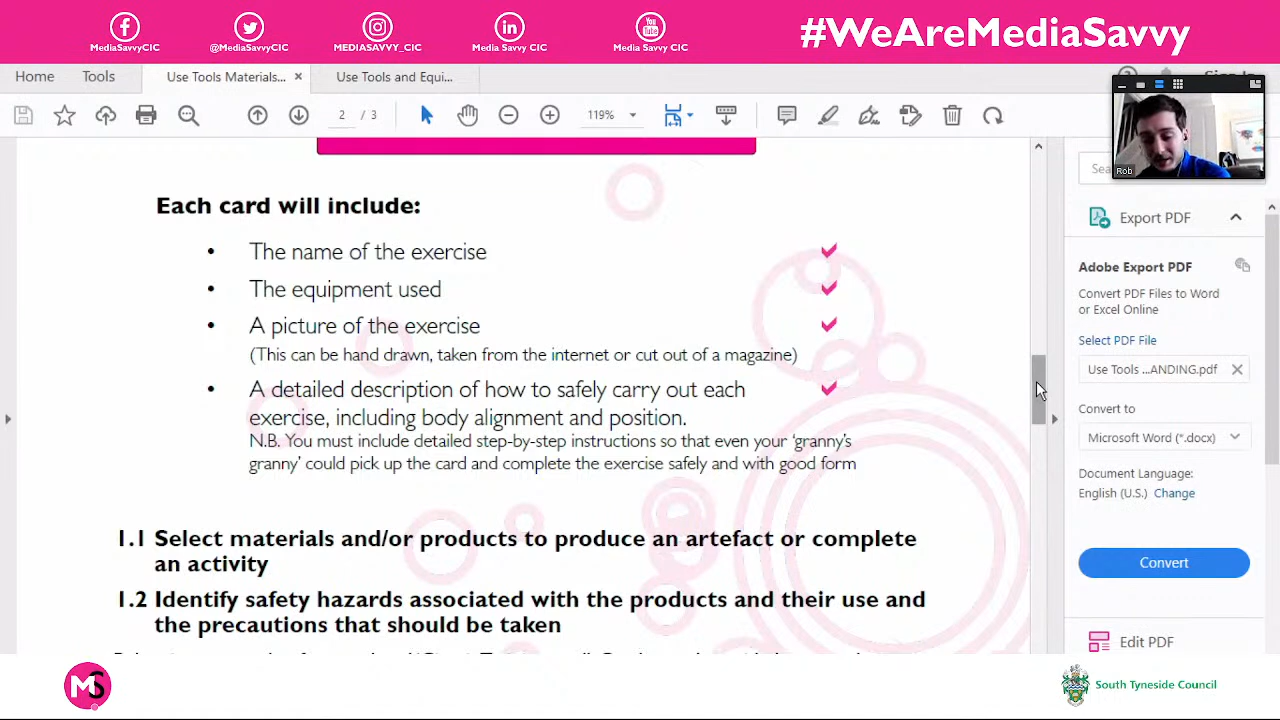 MediaSavvyCIC
@MediaSavvyCIC
MEDIASAVVY_CIC
Media Savvy CIC
You
Tube
Media Savvy CIC
#WeAreMediaSavvy
Home
Tools
Use Tools Materials...
Use Tools and Equi...
2 / 3
119%
Rob
Each card will include:
• The name of the exercise
• The equipment used
• A picture of the exercise
(This can be hand drawn, taken from the internet or cut out of a magazine)
• A detailed description of how to safely carry out each
exercise, including body alignment and position.
N.B. You must include detailed step-by-step instructions so that even your ‘granny’s
granny’ could pick up the card and complete the exercise safely and with good form
1.1 Select materials and/or products to produce an artefact or complete
an activity
1.2 Identify safety hazards associated with the products and their use and
the precautions that should be taken
Export PDF
Adobe Export PDF
Convert PDF Files to Word
or Excel Online
Select PDF File
Use Tools ...ANDING.pdf
Convert to
Microsoft Word (*.docx)
Document Language:
English (U.S.) Change
Convert
Edit PDF
MS
South Tyneside Council